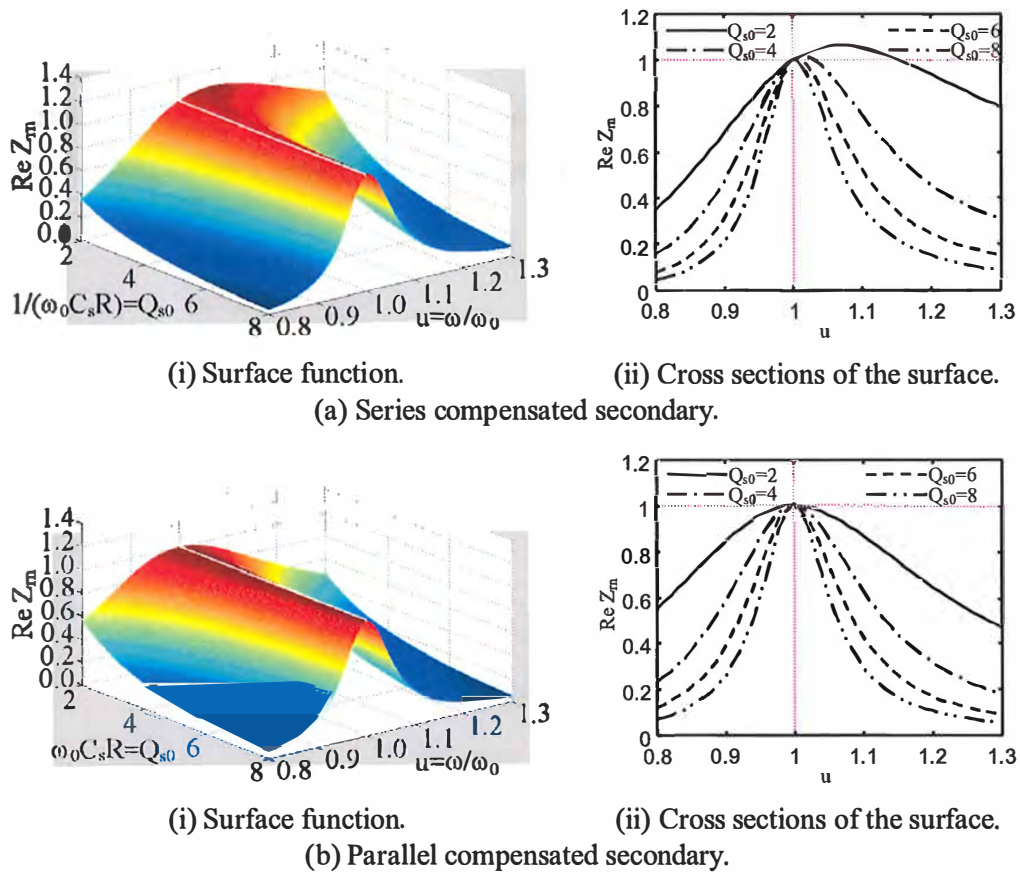 1.4
1.2
1.0
0.8
0.6
0.4
0.2
0.0
Re Z_m
2
4
6
8
1/(ω₀CₛR)=Qₛ₀
0.8
0.9
1.0
1.1
1.2
1.3
u=ω/ω₀
(i) Surface function.
1.2
1
0.8
0.6
0.4
0.2
0
Re Z_m
Qₛ₀=2
Qₛ₀=6
Qₛ₀=4
Qₛ₀=8
0.8 0.9 1 1.1 1.2 1.3
u
(ii) Cross sections of the surface.
(a) Series compensated secondary.
1.4
1.2
1.0
0.8
0.6
0.4
0.2
0.0
Re Z_m
2
4
6
8
ω₀CₛR=Qₛ₀
0.8
0.9
1.0
1.1
1.2
1.3
u=ω/ω₀
(i) Surface function.
1.2
1
0.8
0.6
0.4
0.2
0
Re Z_m
Qₛ₀=2
Qₛ₀=6
Qₛ₀=4
Qₛ₀=8
0.8 0.9 1 1.1 1.2 1.3
u
(ii) Cross sections of the surface.
(b) Parallel compensated secondary.